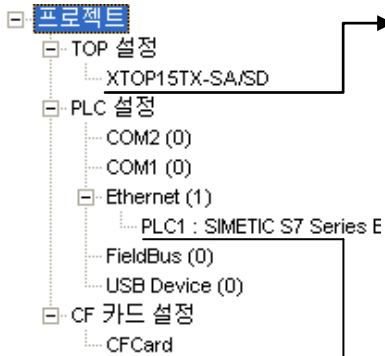 프로젝트
TOP 설정
XTOP15TX-SA/SD
PLC 설정
COM2 (0)
COM1 (0)
Ethernet (1)
PLC1 : SIMETIC S7 Series E
FieldBus (0)
USB Device (0)
CF 카드 설정
CFCard